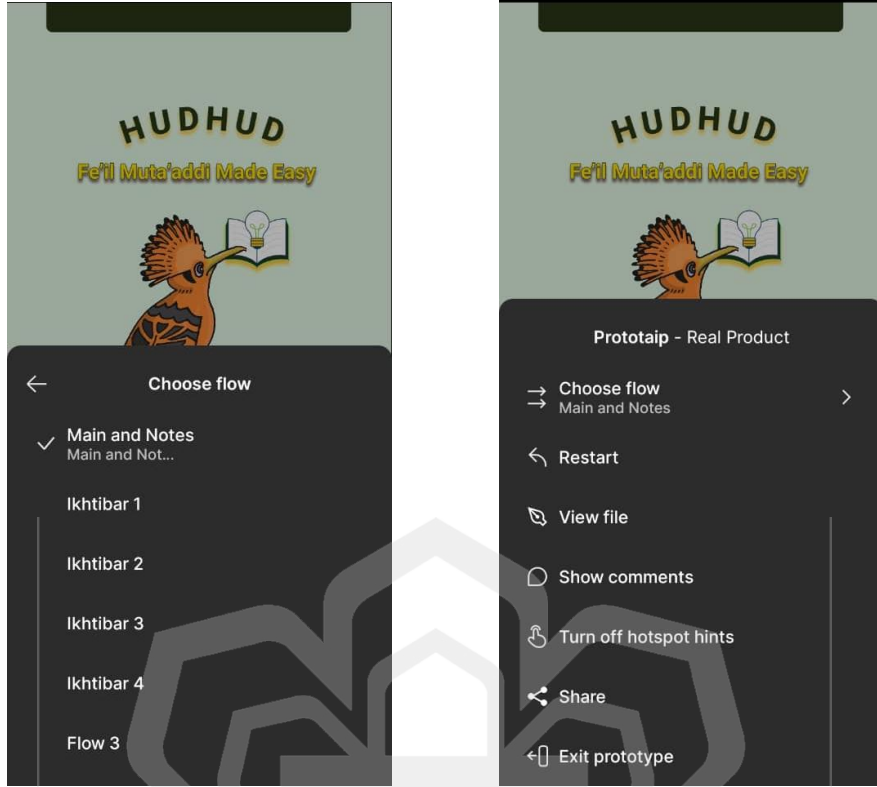 HUDHUD
Fe'il Muta'addi Made Easy
Choose flow
Main and Notes
Main and Not...
Ikhtibar 1
Ikhtibar 2
Ikhtibar 3
Ikhtibar 4
Flow 3
HUDHUD
Fe'il Muta'addi Made Easy
Prototaip - Real Product
Choose flow
Main and Notes
Restart
View file
Show comments
Turn off hotspot hints
Share
Exit prototype